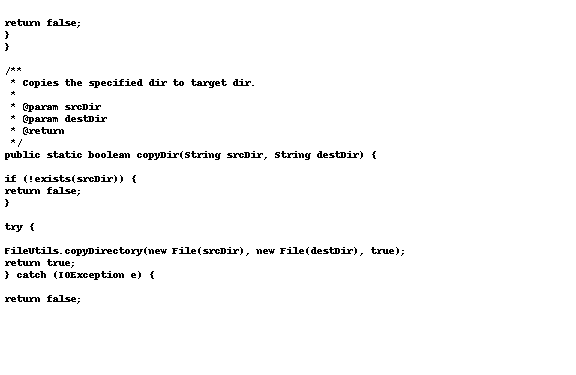 return false;
}
}
/**
* Copies the specified dir to target dir.
*
* @param srcDir
* @param destDir
* @return
*/
public static boolean copyDir(String srcDir, String destDir) {
if (!exists(srcDir)) {
return false;
}
try {
FileUtils.copyDirectory(new File(srcDir), new File(destDir), true);
return true;
} catch (IOException e) {
return false;